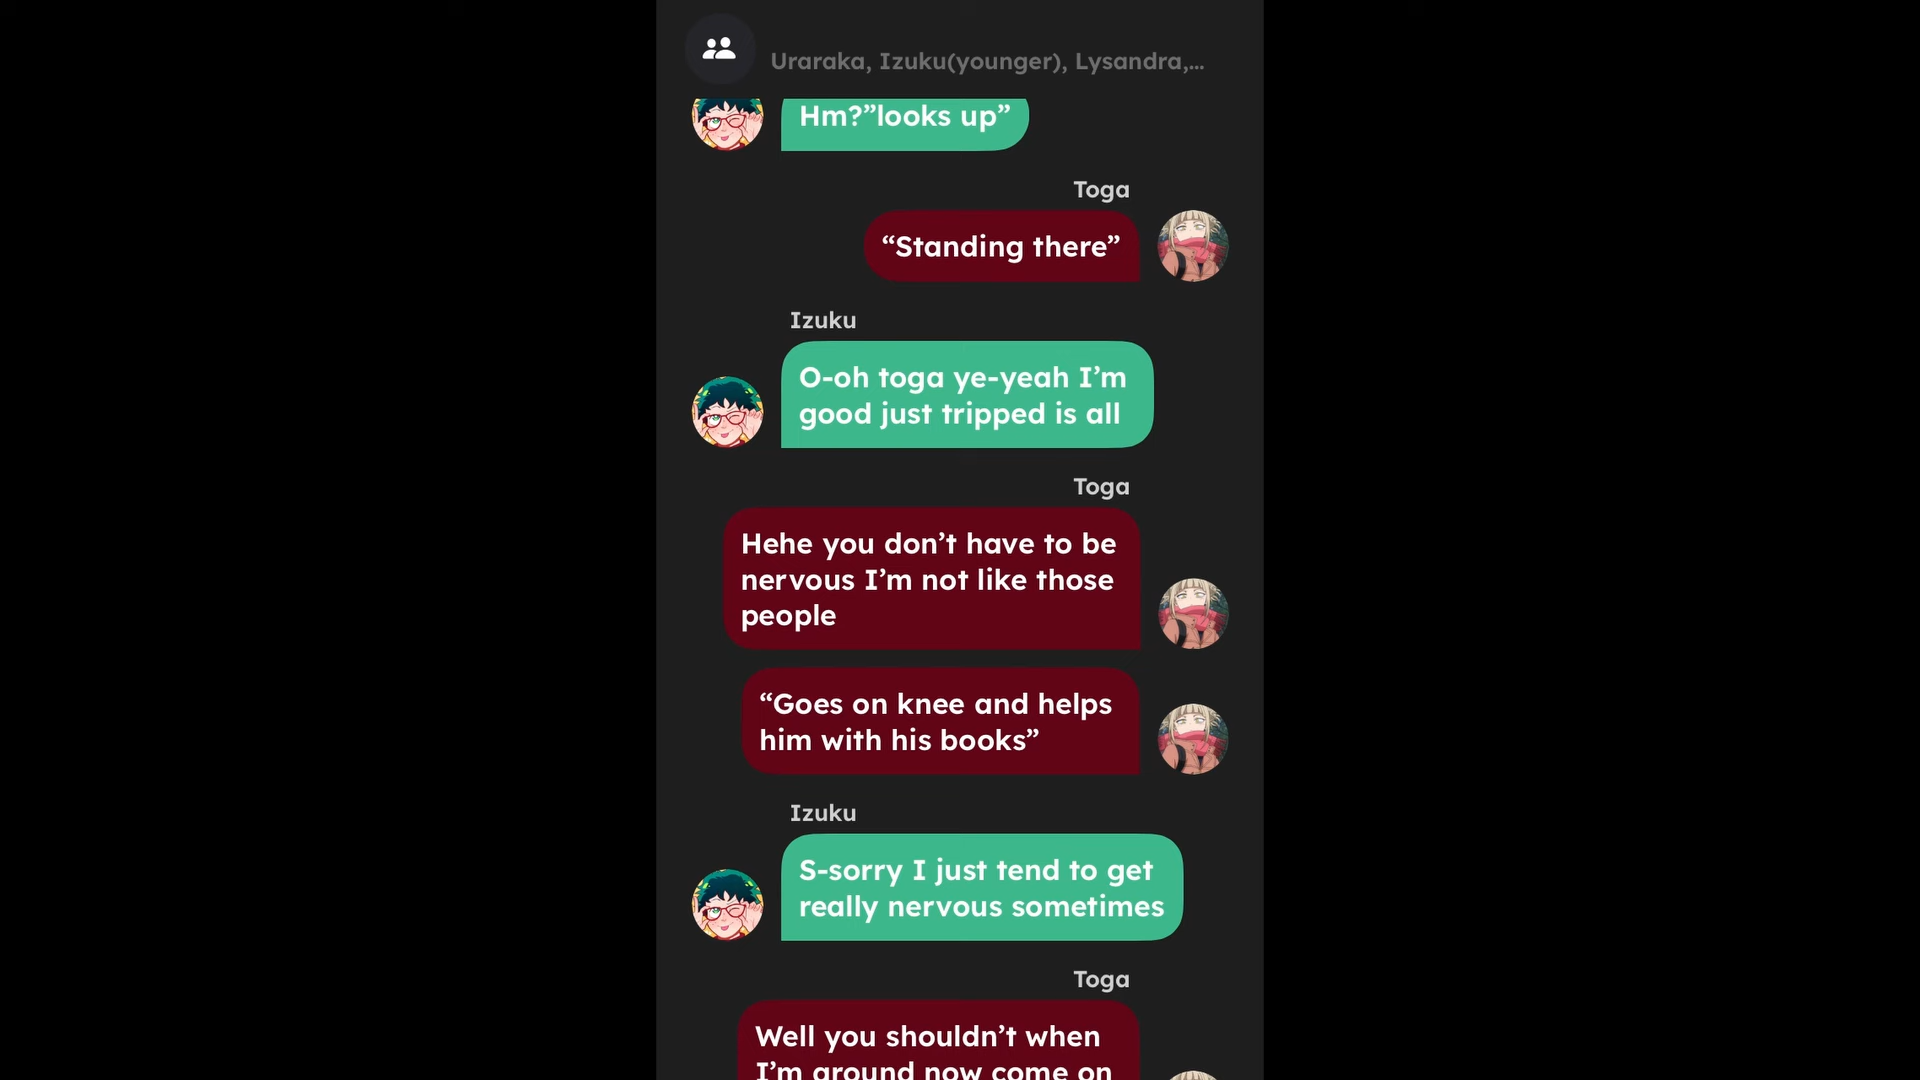 Uraraka, Izuku(younger), Lysandra,...
Hm?”looks up”
Toga
“Standing there”
Izuku
O-oh toga ye-yeah I’m
good just tripped is all
Toga
Hehe you don’t have to be
nervous I’m not like those
people
“Goes on knee and helps
him with his books”
Izuku
S-sorry I just tend to get
really nervous sometimes
Toga
Well you shouldn’t when
I’m around now come on